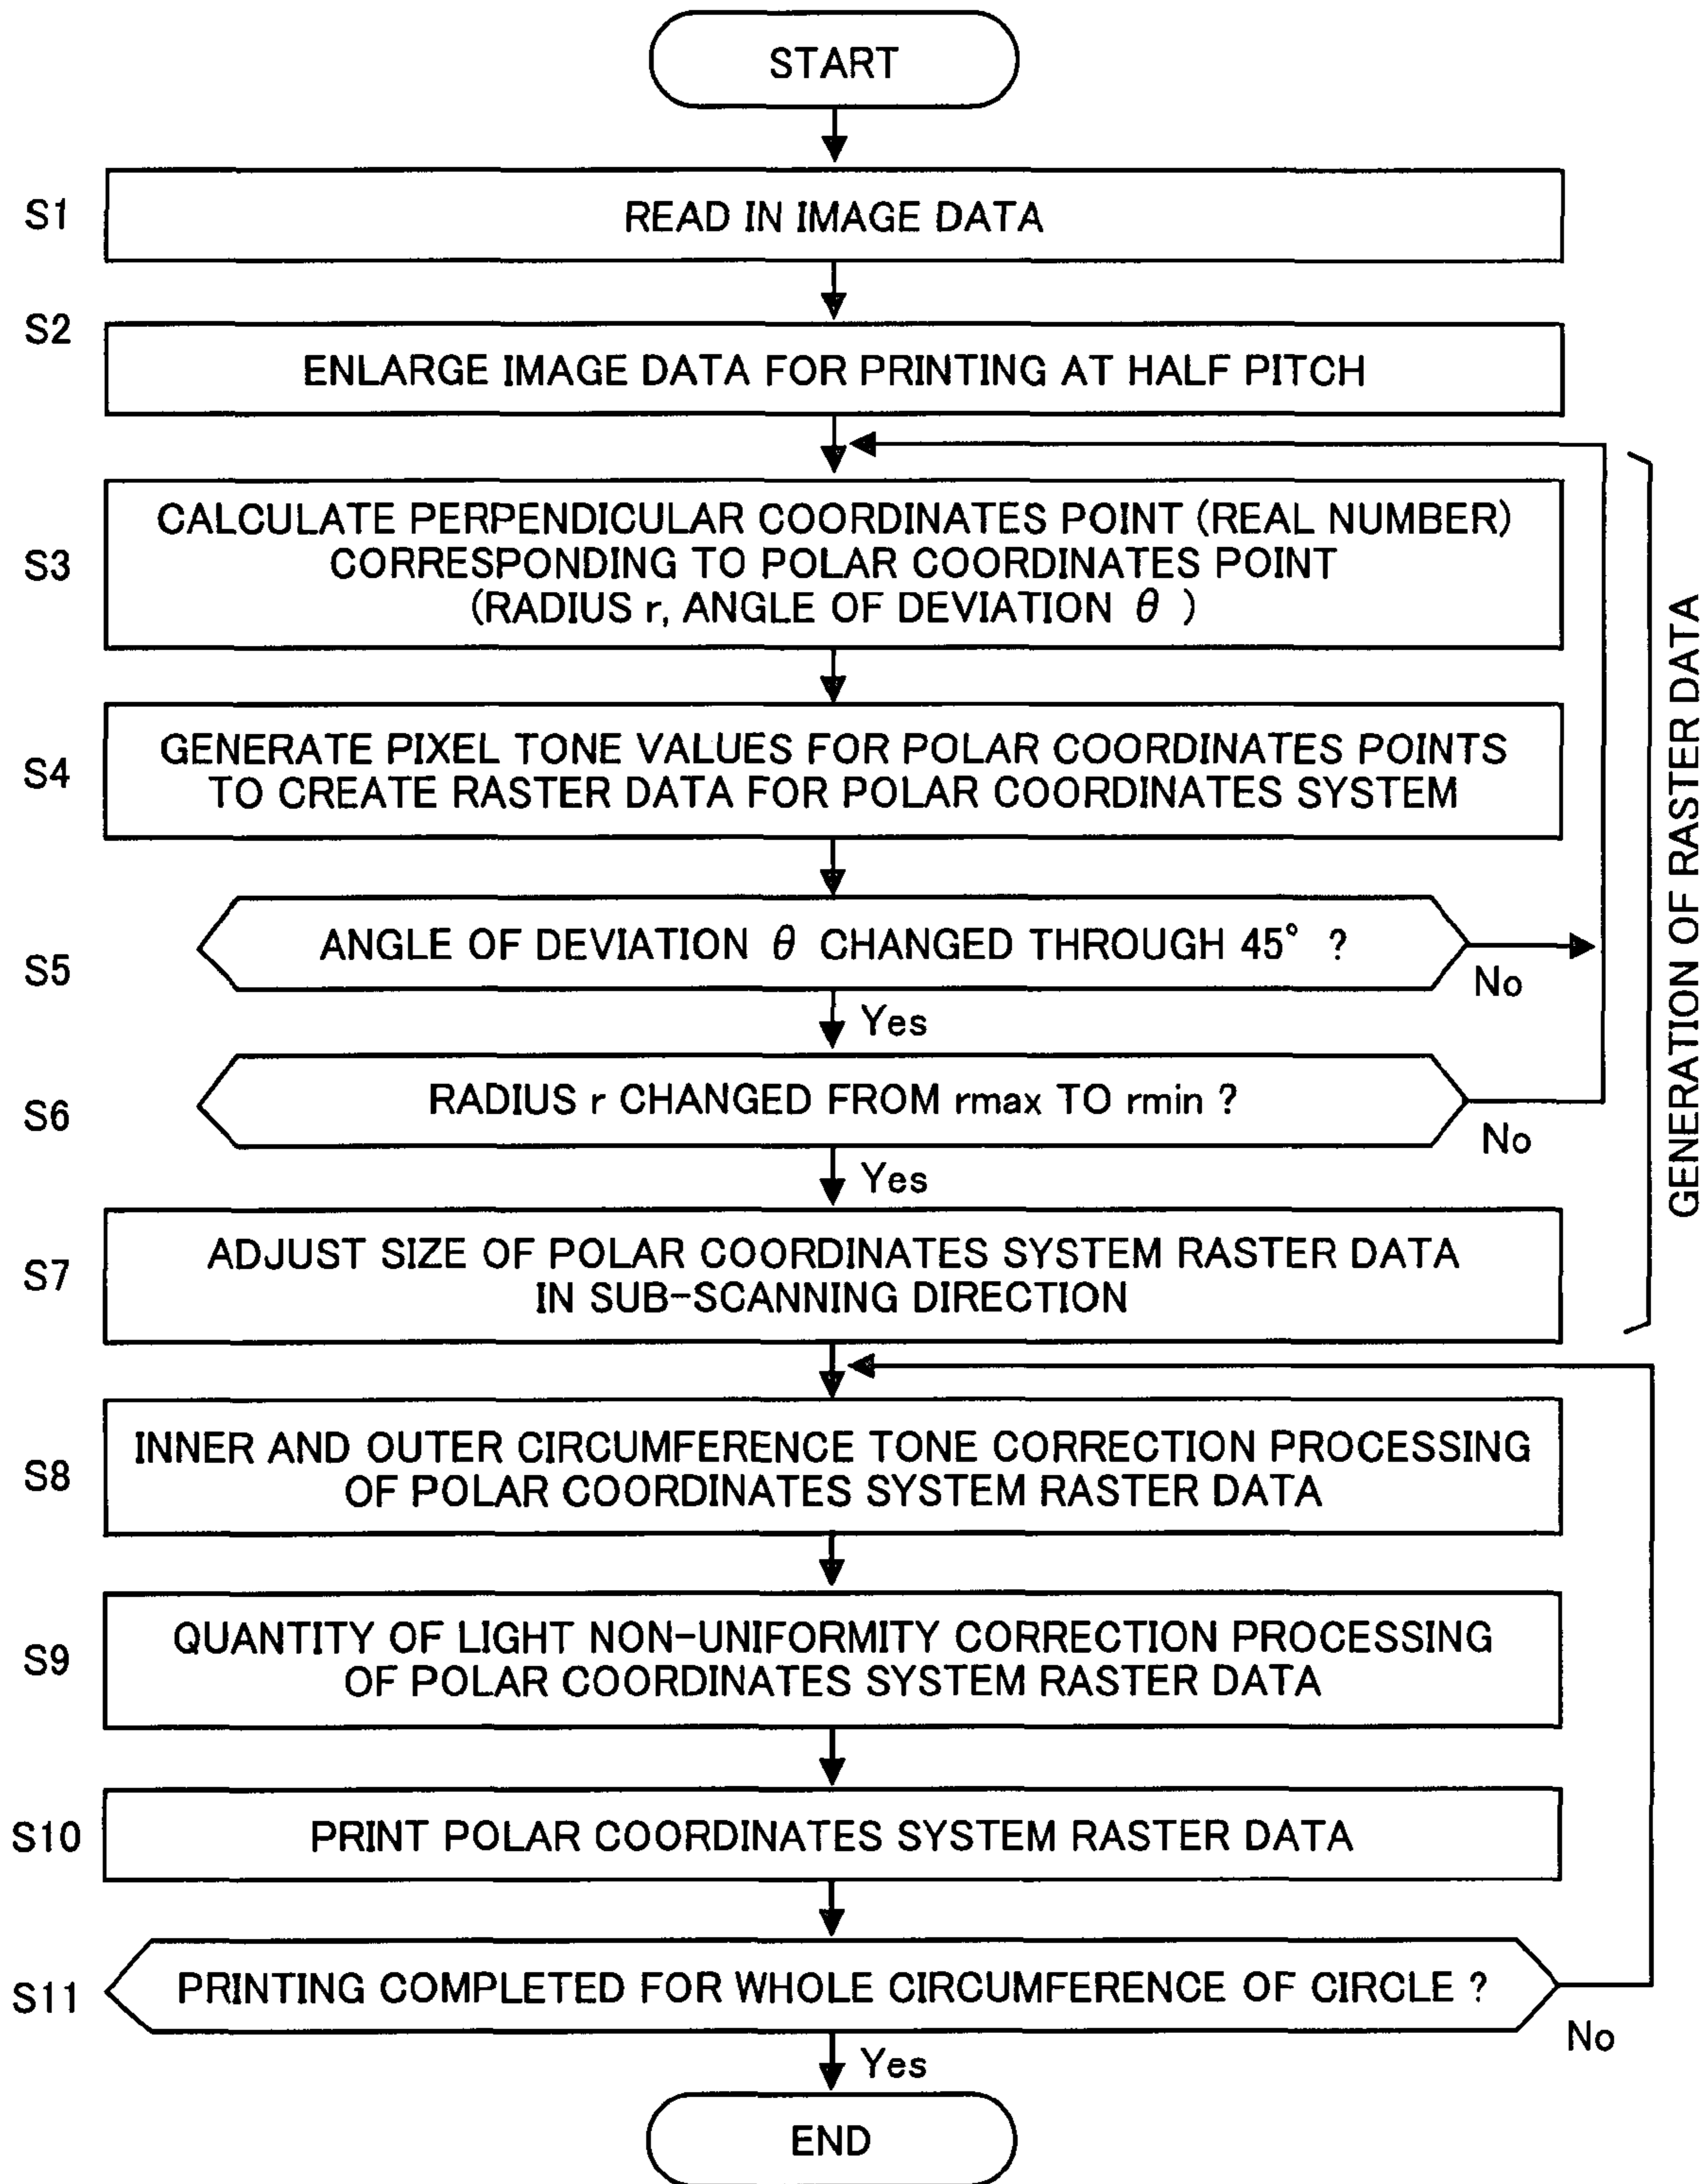 START
S1
READ IN IMAGE DATA
S2
ENLARGE IMAGE DATA FOR PRINTING AT HALF PITCH
S3
CALCULATE PERPENDICULAR COORDINATES POINT (REAL NUMBER)
CORRESPONDING TO POLAR COORDINATES POINT
(RADIUS r, ANGLE OF DEVIATION θ )
S4
GENERATE PIXEL TONE VALUES FOR POLAR COORDINATES POINTS
TO CREATE RASTER DATA FOR POLAR COORDINATES SYSTEM
S5
ANGLE OF DEVIATION θ CHANGED THROUGH 45° ?
No
Yes
S6
RADIUS r CHANGED FROM rmax TO rmin ?
No
Yes
S7
ADJUST SIZE OF POLAR COORDINATES SYSTEM RASTER DATA
IN SUB-SCANNING DIRECTION
GENERATION OF RASTER DATA
S8
INNER AND OUTER CIRCUMFERENCE TONE CORRECTION PROCESSING
OF POLAR COORDINATES SYSTEM RASTER DATA
S9
QUANTITY OF LIGHT NON-UNIFORMITY CORRECTION PROCESSING
OF POLAR COORDINATES SYSTEM RASTER DATA
S10
PRINT POLAR COORDINATES SYSTEM RASTER DATA
S11
PRINTING COMPLETED FOR WHOLE CIRCUMFERENCE OF CIRCLE ?
No
Yes
END